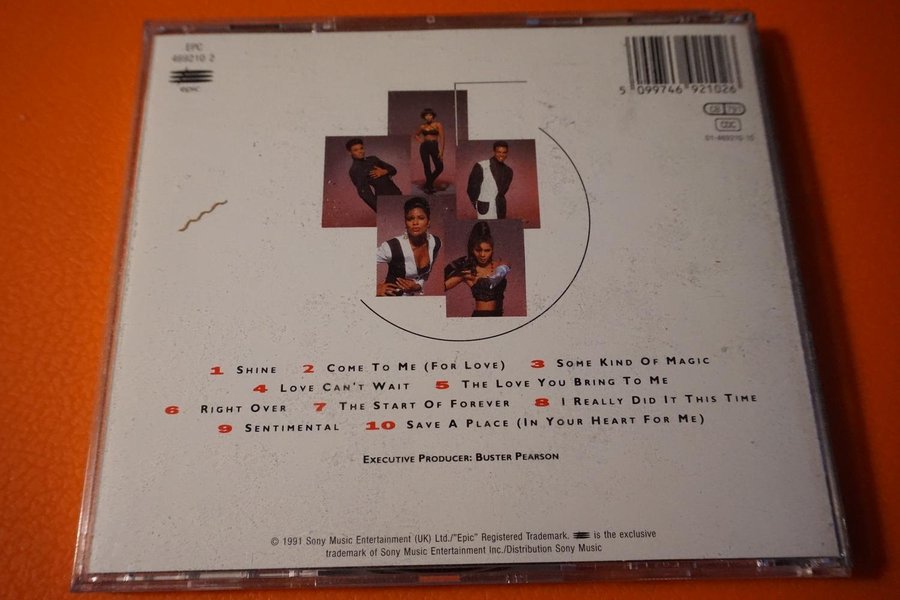 EPIC
469210 2
epic
5 099746 921026
GB 791
CDC
01-469210-10
1 SHINE 2 COME TO ME (FOR LOVE) 3 SOME KIND OF MAGIC
4 LOVE CAN'T WAIT 5 THE LOVE YOU BRING TO ME
6 RIGHT OVER 7 THE START OF FOREVER 8 I REALLY DID IT THIS TIME
9 SENTIMENTAL 10 SAVE A PLACE (IN YOUR HEART FOR ME)
EXECUTIVE PRODUCER: BUSTER PEARSON
© 1991 Sony Music Entertainment (UK) Ltd./"Epic" Registered Trademark. is the exclusive
trademark of Sony Music Entertainment Inc./Distribution Sony Music